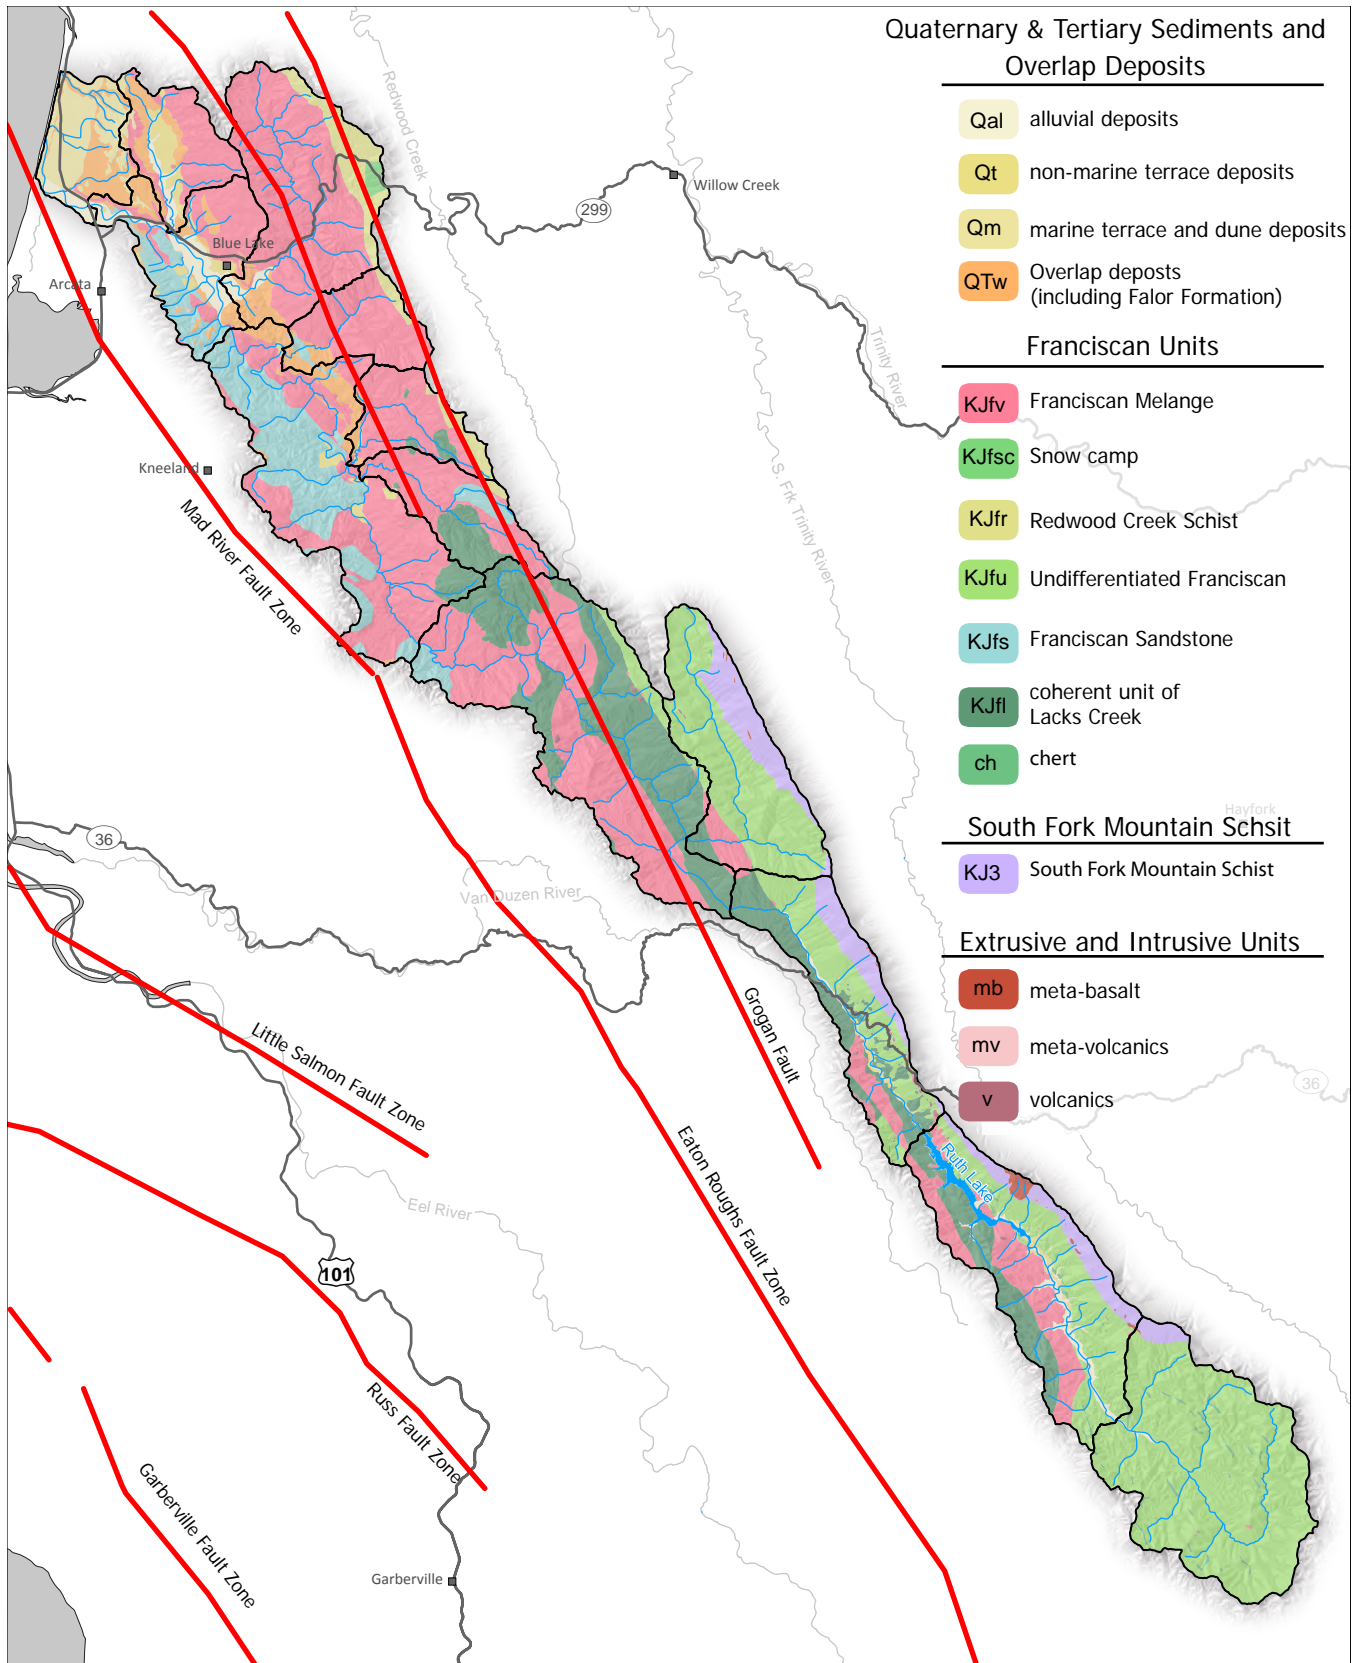 Quaternary & Tertiary Sediments and
Overlap Deposits
Qal alluvial deposits
Qt non-marine terrace deposits
Qm marine terrace and dune deposits
QTw Overlap deposts
(including Falor Formation)
Franciscan Units
KJfv Franciscan Melange
KJfsc Snow camp
KJfr Redwood Creek Schist
KJfu Undifferentiated Franciscan
KJfs Franciscan Sandstone
KJfl coherent unit of
Lacks Creek
ch chert
South Fork Mountain Schsit
KJ3 South Fork Mountain Schist
Extrusive and Intrusive Units
mb meta-basalt
mv meta-volcanics
v volcanics
Redwood Creek
Willow Creek
299
Blue Lake
Arcata
Trinity River
Kneeland
S. Frk Trinity River
Mad River Fault Zone
Hayfork
36
Van Duzen River
Grogan Fault
Little Salmon Fault Zone
36
Eaton Roughs Fault Zone
Ruth Lake
Eel River
101
Russ Fault Zone
Garberville Fault Zone
Garberville